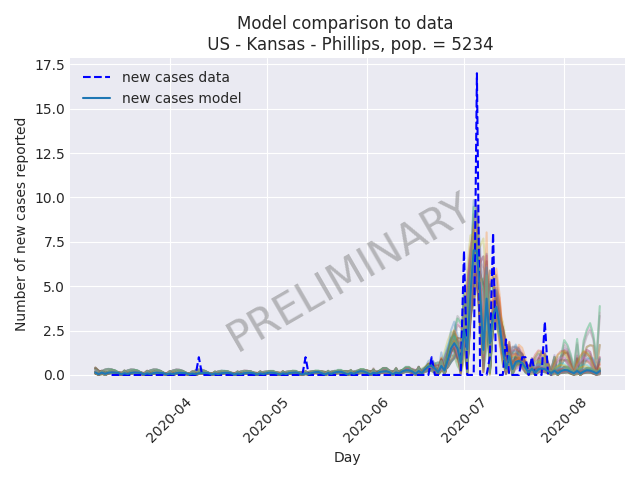 Model comparison to data
US - Kansas - Phillips, pop. = 5234
17.5
15.0
12.5
10.0
7.5
5.0
2.5
0.0
Number of new cases reported
new cases data
new cases model
PRELIMINARY
2020-04
2020-05
2020-06
2020-07
2020-08
Day